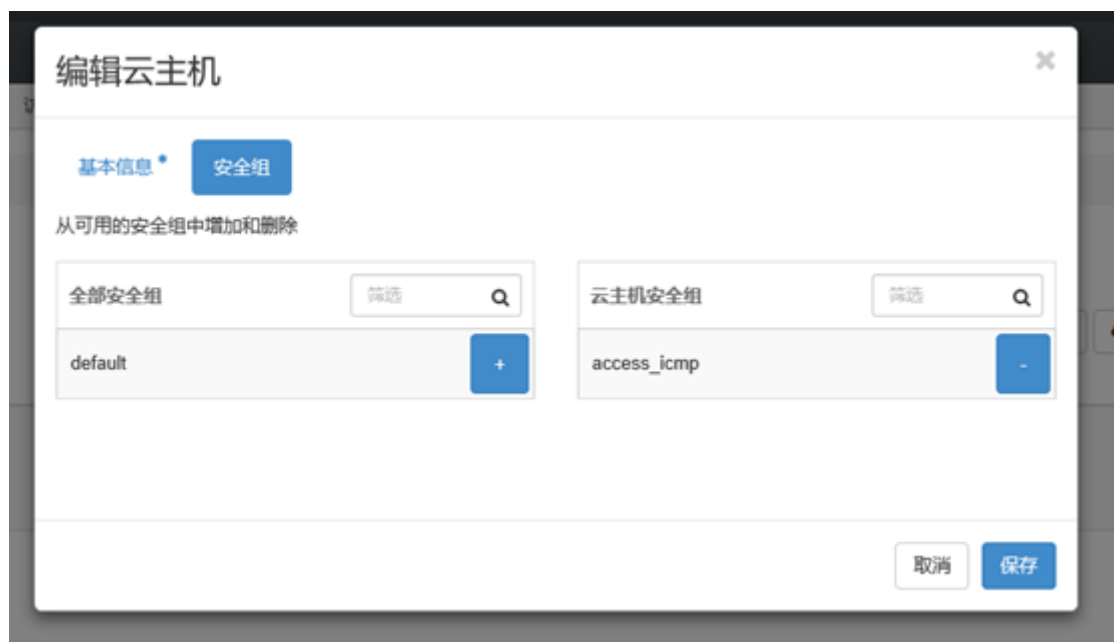 编辑云主机 ×
基本信息 * 安全组
从可用的安全组中增加和删除
全部安全组 筛选 云主机安全组 筛选
default + access_icmp -
取消 保存